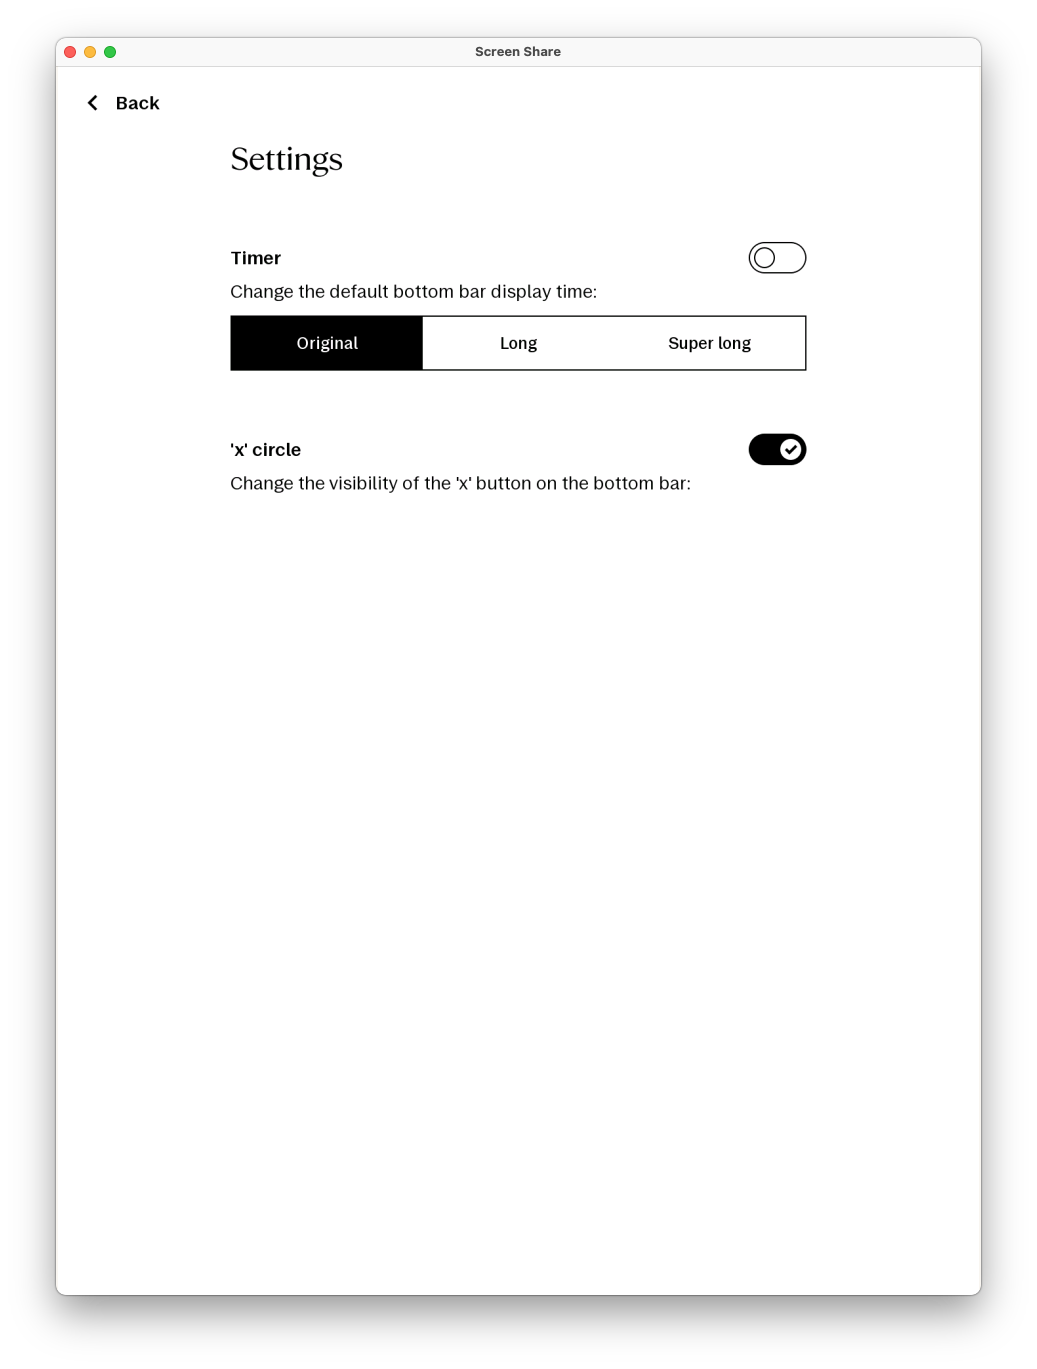 Screen Share
Back
Settings
Timer
Change the default bottom bar display time:
Original Long Super long
'x' circle
Change the visibility of the 'x' button on the bottom bar: